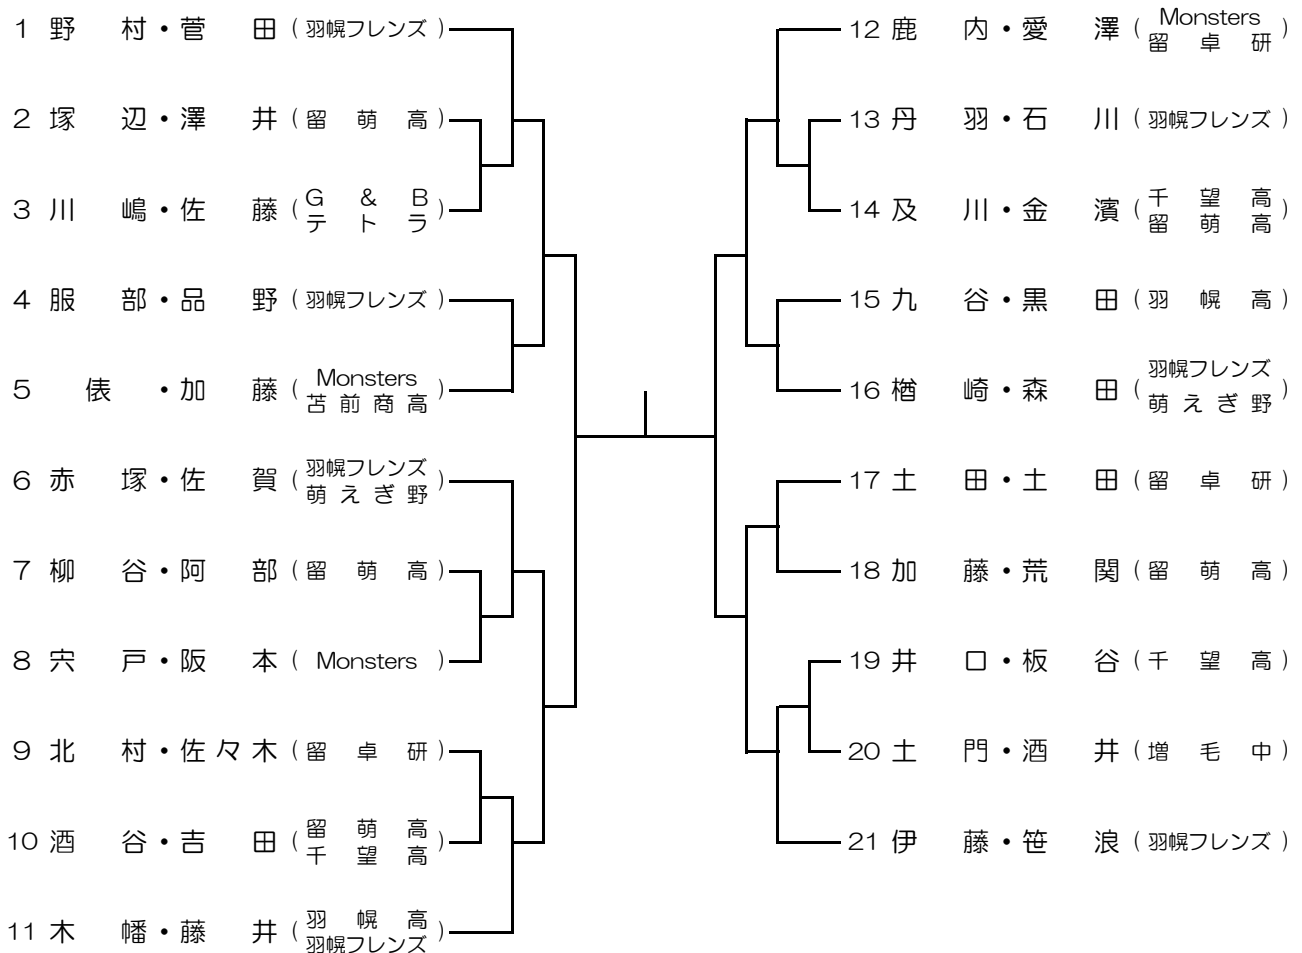 1 野村・菅田 (羽幌フレンズ)
2 塚辺・澤井 (留萌高)
3 川嶋・佐藤 (G&B テトラ)
4 服部・品野 (羽幌フレンズ)
5 俵・加藤 (Monsters 苫前商高)
6 赤塚・佐賀 (羽幌フレンズ 萌えぎ野)
7 柳谷・阿部 (留萌高)
8 宍戸・阪本 (Monsters)
9 北村・佐々木 (留卓研)
10 酒谷・吉田 (留萌高 千望高)
11 木幡・藤井 (羽幌高 羽幌フレンズ)
12 鹿内・愛澤 (Monsters 留卓研)
13 丹羽・石川 (羽幌フレンズ)
14 及川・金濱 (千望高 留萌高)
15 九谷・黒田 (羽幌高)
16 楢崎・森田 (羽幌フレンズ 萌えぎ野)
17 土田・土田 (留卓研)
18 加藤・荒関 (留萌高)
19 井口・板谷 (千望高)
20 土門・酒井 (増毛中)
21 伊藤・笹浪 (羽幌フレンズ)